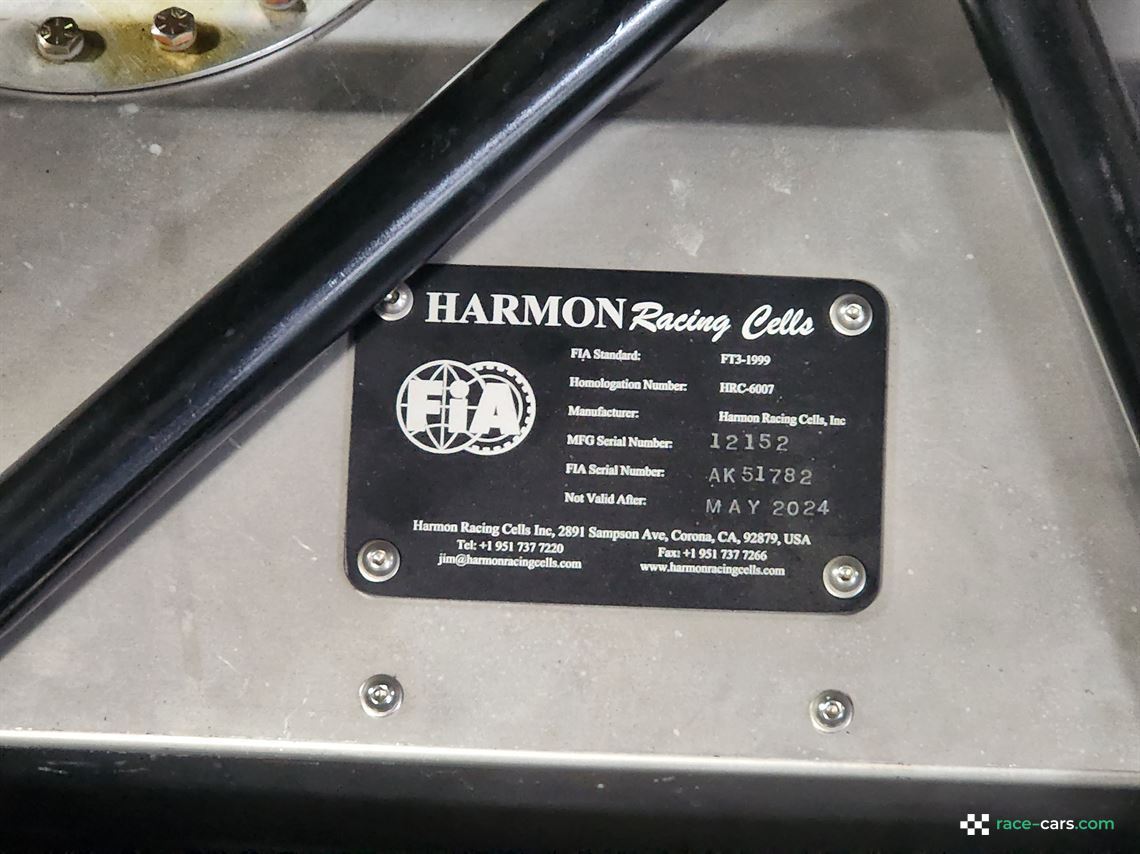 HARMON Racing Cells
FIA
FIA Standard: FT3-1999
Homologation Number: HRC-6007
Manufacturer: Harmon Racing Cells, Inc
MFG Serial Number: 12152
FIA Serial Number: AK51782
Not Valid After: MAY 2024
Harmon Racing Cells Inc, 2891 Sampson Ave, Corona, CA, 92879, USA
Tel: +1 951 737 7220 Fax: +1 951 737 7266
jim@harmonracingcells.com www.harmonracingcells.com
race-cars.com